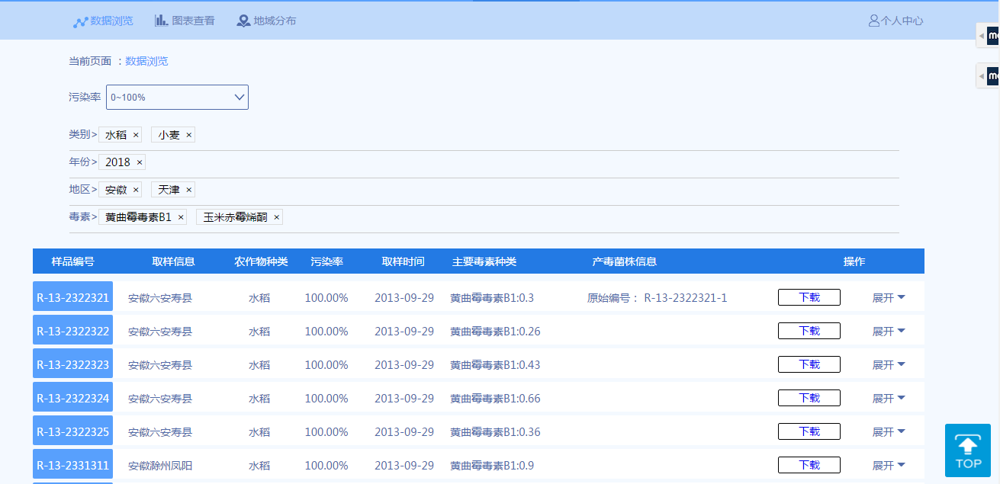 数据浏览 图表查看 地域分布 个人中心
当前页面 ：数据浏览
污染率 0~100%
类别> 水稻 × 小麦 ×
年份> 2018 ×
地区> 安徽 × 天津 ×
毒素> 黄曲霉毒素B1 × 玉米赤霉烯酮 ×
样品编号 取样信息 农作物种类 污染率 取样时间 主要毒素种类 产毒菌株信息 操作
R-13-2322321 安徽六安寿县 水稻 100.00% 2013-09-29 黄曲霉毒素B1:0.3 原始编号： R-13-2322321-1 下载 展开
R-13-2322322 安徽六安寿县 水稻 100.00% 2013-09-29 黄曲霉毒素B1:0.26 下载 展开
R-13-2322323 安徽六安寿县 水稻 100.00% 2013-09-29 黄曲霉毒素B1:0.43 下载 展开
R-13-2322324 安徽六安寿县 水稻 100.00% 2013-09-29 黄曲霉毒素B1:0.66 下载 展开
R-13-2322325 安徽六安寿县 水稻 100.00% 2013-09-29 黄曲霉毒素B1:0.36 下载 展开
R-13-2331311 安徽滁州凤阳 水稻 100.00% 2013-09-29 黄曲霉毒素B1:0.9 下载 展开
TOP